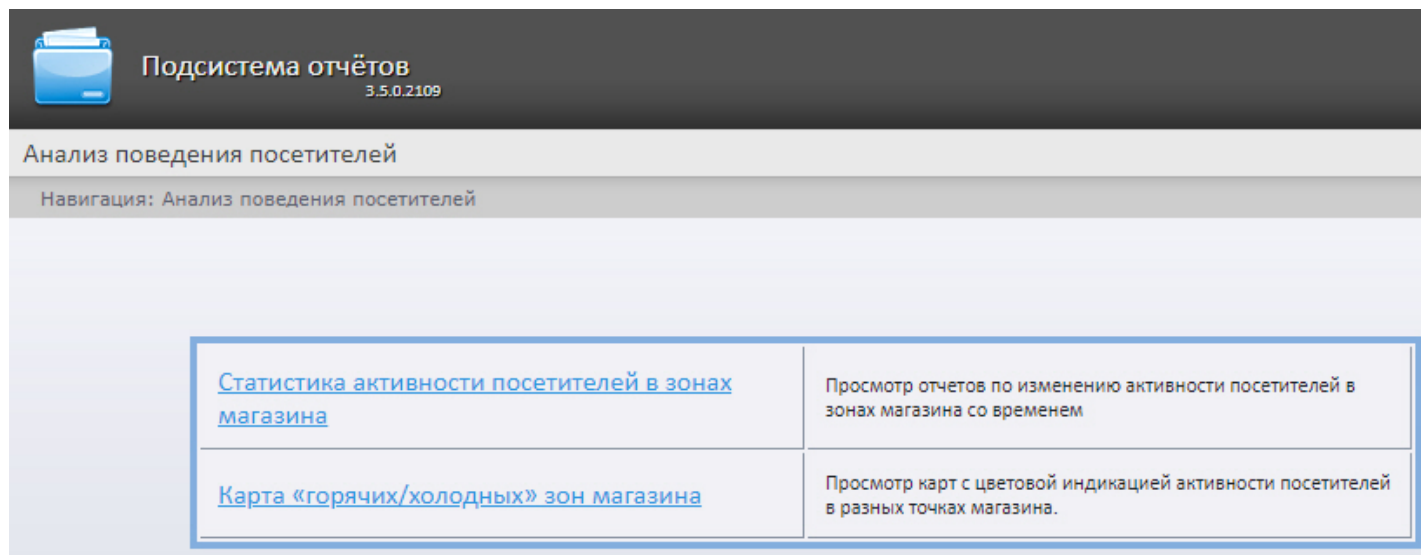 Подсистема отчётов
3.5.0.2109
Анализ поведения посетителей
Навигация: Анализ поведения посетителей
Статистика активности посетителей в зонах
магазина
Просмотр отчетов по изменению активности посетителей в
зонах магазина со временем
Карта «горячих/холодных» зон магазина
Просмотр карт с цветовой индикацией активности посетителей
в разных точках магазина.